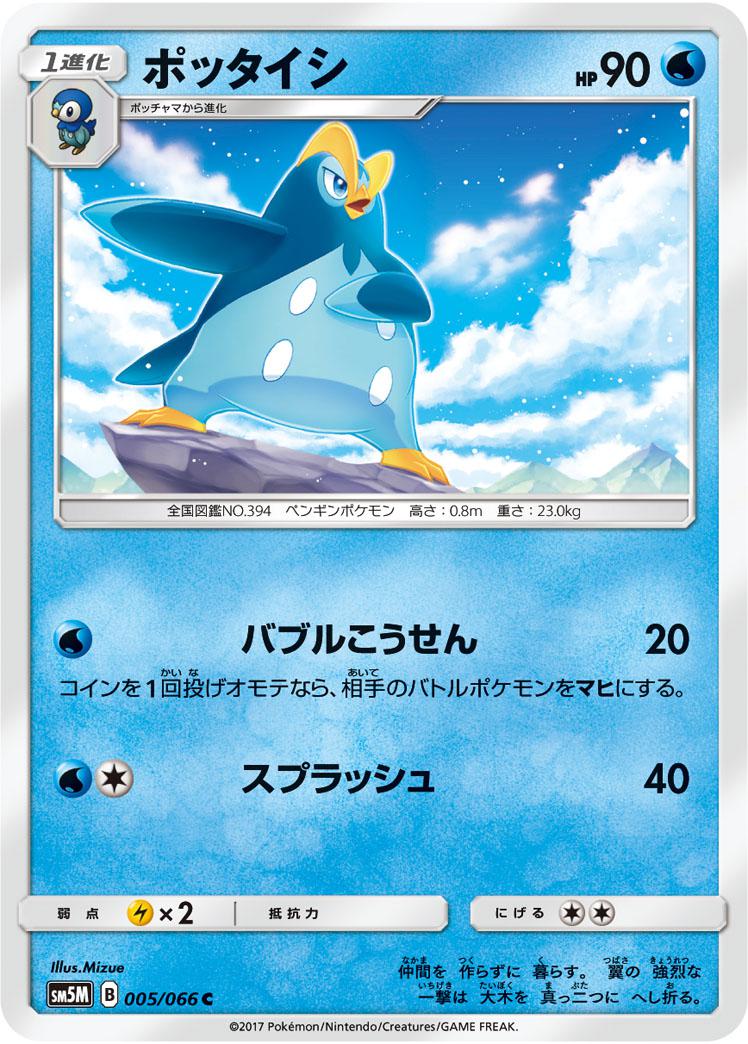 1進化
ポッタイシ
HP90
ポッチャマから進化
全国図鑑NO.394 ペンギンポケモン 高さ:0.8m 重さ:23.0kg
バブルこうせん 20
コインを1回投げオモテなら、相手のバトルポケモンをマヒにする。
スプラッシュ 40
弱点 ×2 抵抗力 にげる
Illus.Mizue
仲間を 作らずに 暮らす。 翼の 強烈な
一撃は 大木を 真っ二つに へし折る。
SM5M B 005/066 C
©2017 Pokémon/Nintendo/Creatures/GAME FREAK.